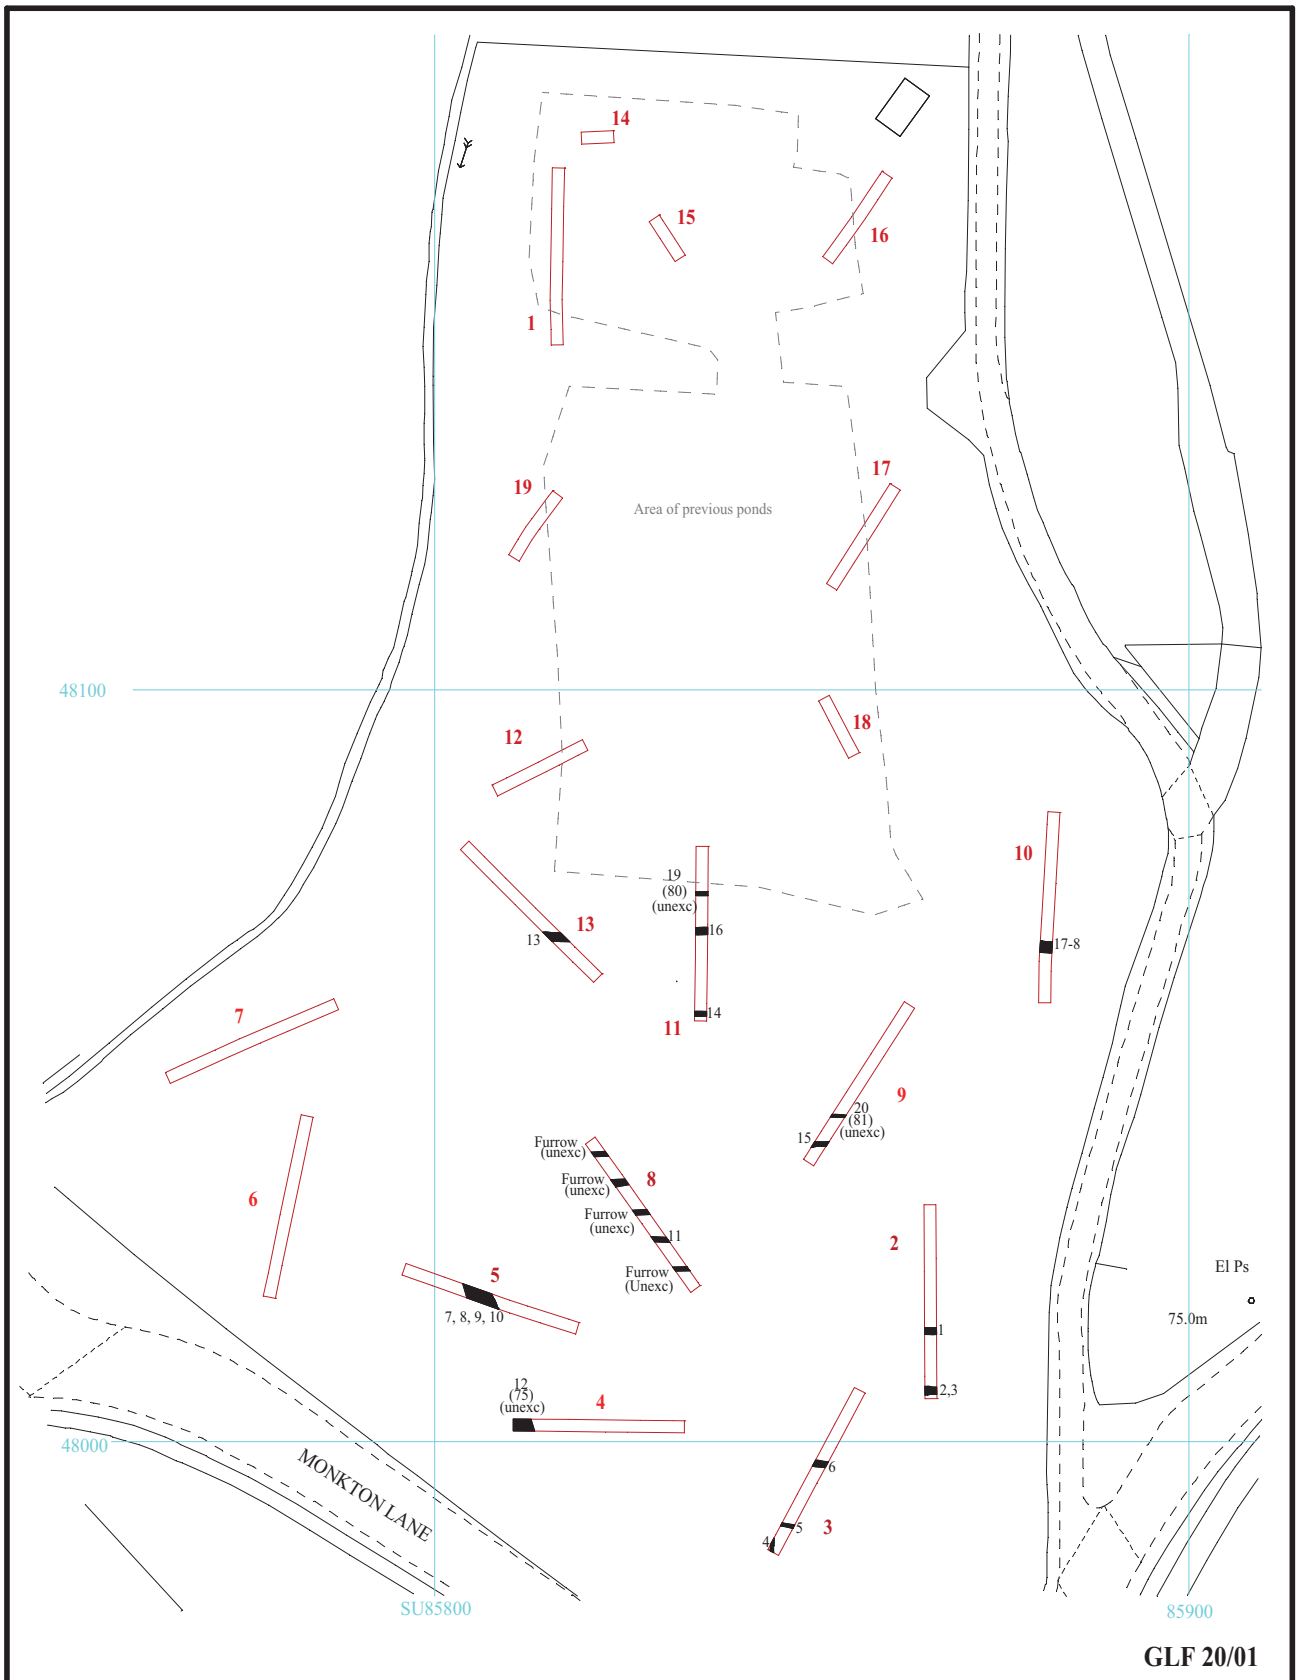 14
15
16
1
17
19
Area of previous ponds
48100
18
12
10
19
(80)
(unexc)
13
13
16
17-8
14
11
7
9
20
(81)
(unexc)
15
Furrow
(unexc)
8
Furrow
(unexc)
6
Furrow
(unexc)
11
2
Furrow
(Unexc)
5
El Ps
7, 8, 9, 10
75.0m
1
12
(75)
(unexc)
4
2,3
48000
6
MONKTON LANE
5
3
4
SU85800
85900
GLF 20/01